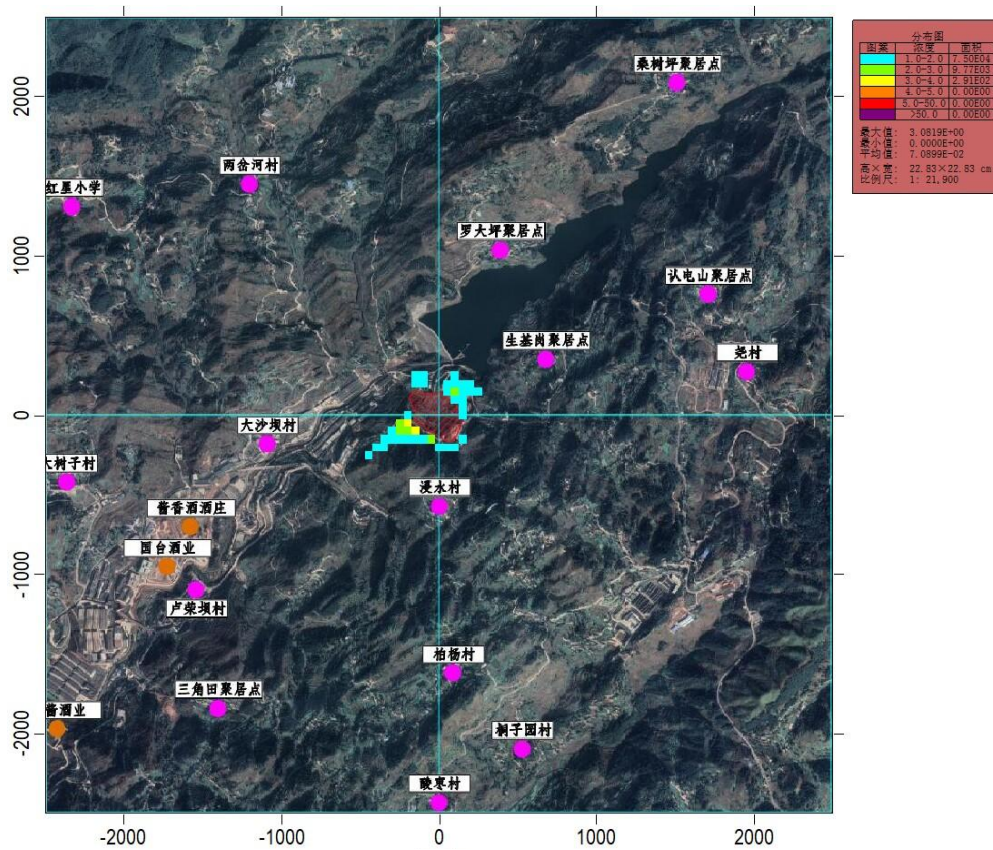 分布图
图案 浓度 面积
1.0-2.0 7.50E04
2.0-3.0 9.77E03
3.0-4.0 2.91E02
4.0-5.0 0.00E00
5.0-50.0 0.00E00
>50.0 0.00E00
最大值: 3.0819E+00
最小值: 0.0000E+00
平均值: 7.0899E-02
高×宽: 22.83×22.83 cm
比例尺: 1: 21,900
2000
1000
0
-1000
-2000
桑树坪聚居点
两岔河村
红星小学
罗大坪聚居点
认屯山聚居点
生基岗聚居点
尧村
大沙坝村
大树子村
浸水村
酱香酒酒庄
国台酒业
卢荣坝村
柏杨村
三角田聚居点
酱酒业
桐子园村
酸枣村
-2000
-1000
0
1000
2000